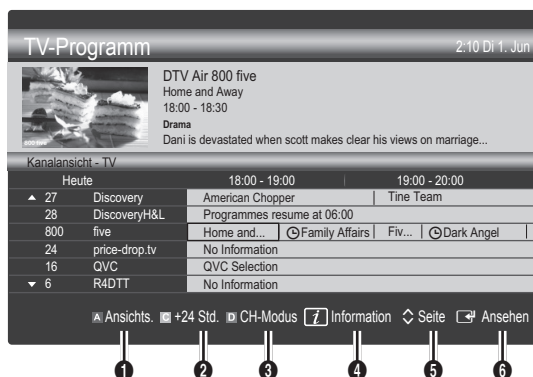 TV-Programm 2:10 Di 1. Jun
DTV Air 800 five
Home and Away
18:00 - 18:30
Drama
Dani is devastated when scott makes clear his views on marriage...
800 five
Kanalansicht - TV
Heute 18:00 - 19:00 19:00 - 20:00
▲ 27 Discovery American Chopper Tine Team
28 DiscoveryH&L Programmes resume at 06:00
800 five Home and... Family Affairs Fiv... Dark Angel
24 price-drop.tv No Information
16 QVC QVC Selection
▼ 6 R4DTT No Information
A Ansichts. C +24 Std. D CH-Modus i Information Seite Ansehen
1 2 3 4 5 6